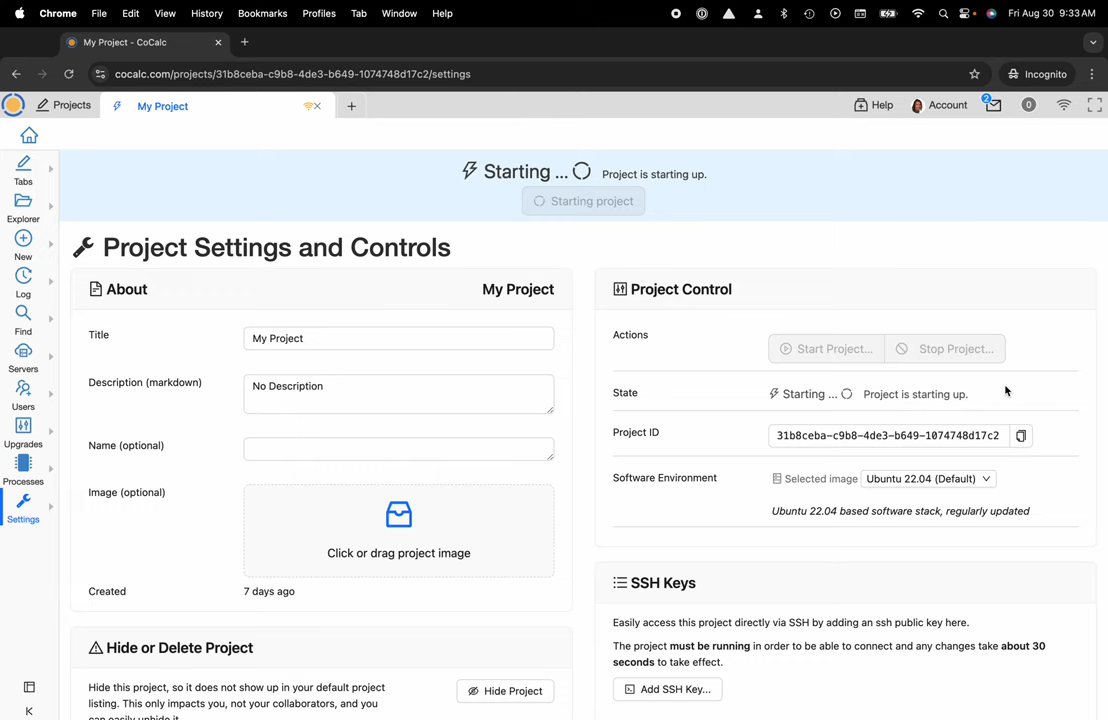 Chrome File Edit View History Bookmarks Profiles Tab Window Help Fri Aug 30 9:33 AM
My Project - CoCalc
cocalc.com/projects/31b8ceba-c9b8-4de3-b649-1074748d17c2/settings Incognito
Projects My Project Help Account 2 0
Tabs
Explorer
New
Log
Find
Servers
Users
Upgrades
Processes
Settings
Starting ... Project is starting up.
Starting project
Project Settings and Controls
About My Project
Title My Project
Description (markdown) No Description
Name (optional)
Image (optional)
Click or drag project image
Created 7 days ago
Hide or Delete Project
Hide this project, so it does not show up in your default project
listing. This only impacts you, not your collaborators, and you
can easily unhide it.
Hide Project
Project Control
Actions Start Project... Stop Project...
State Starting ... Project is starting up.
Project ID 31b8ceba-c9b8-4de3-b649-1074748d17c2
Software Environment Selected image Ubuntu 22.04 (Default)
Ubuntu 22.04 based software stack, regularly updated
SSH Keys
Easily access this project directly via SSH by adding an ssh public key here.
The project must be running in order to be able to connect and any changes take about 30
seconds to take effect.
Add SSH Key...